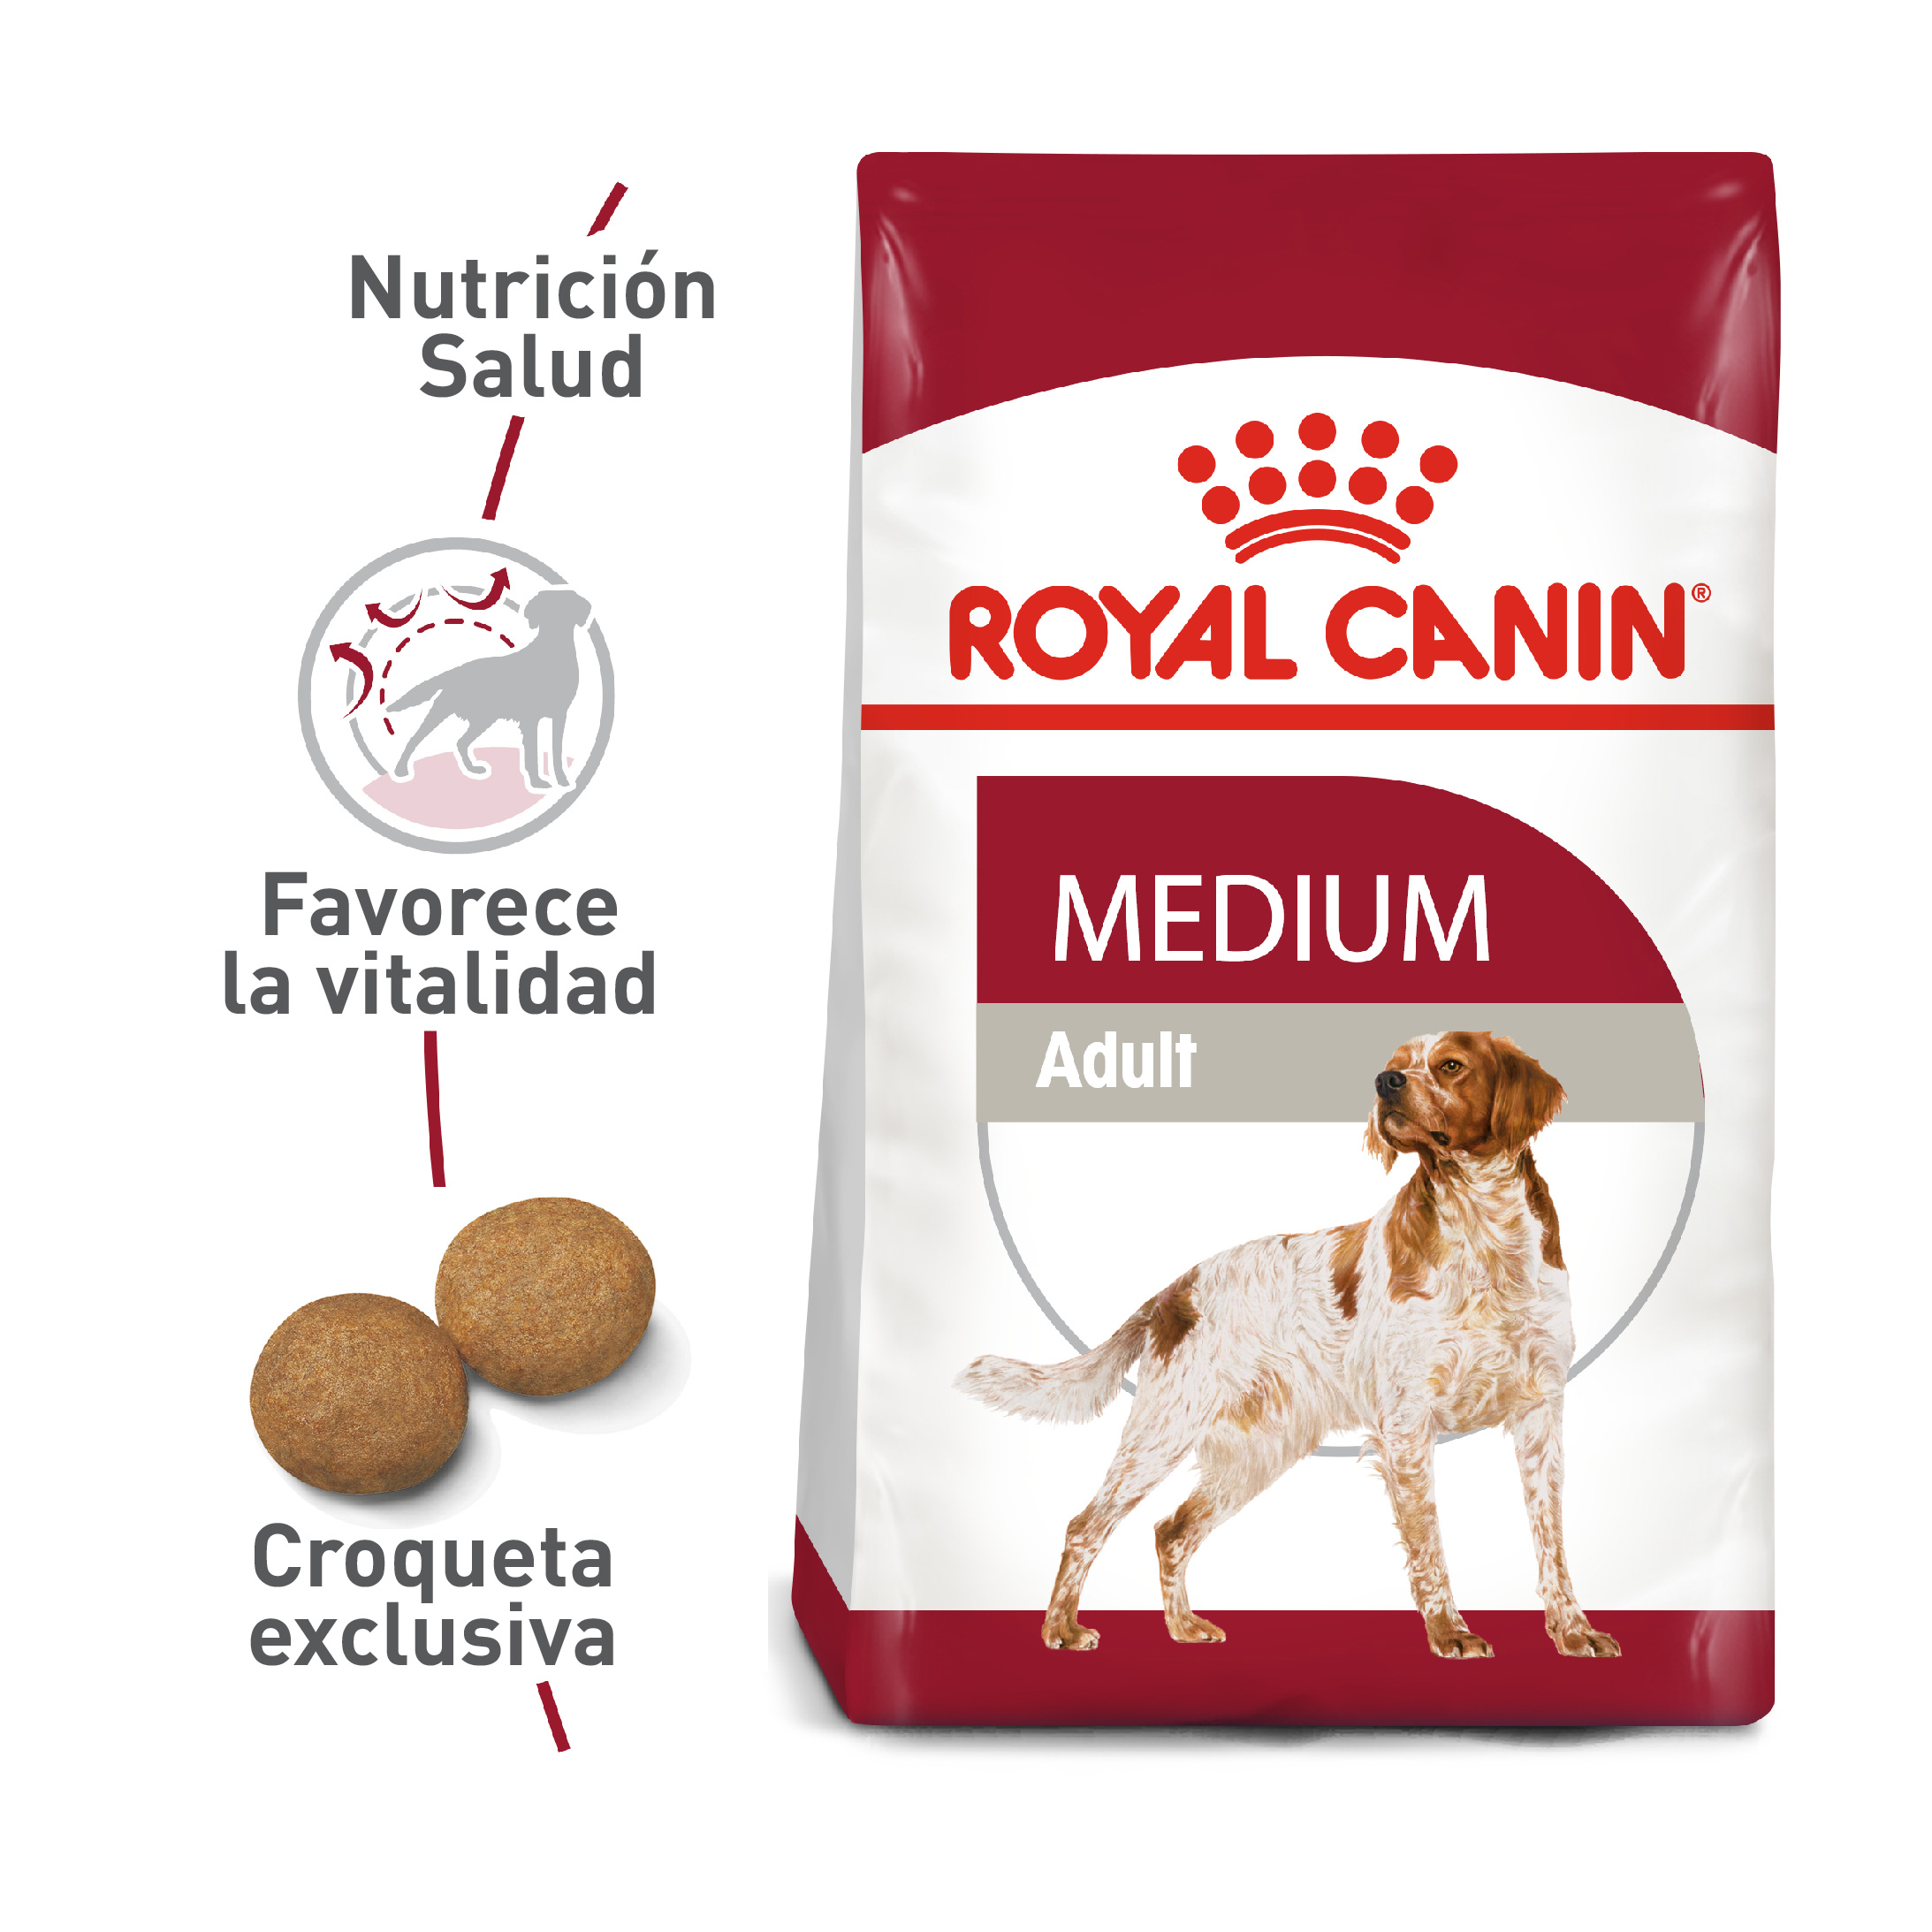 Nutrición
Salud
Favorece
la vitalidad
Croqueta
exclusiva
ROYAL CANIN®
MEDIUM
Adult